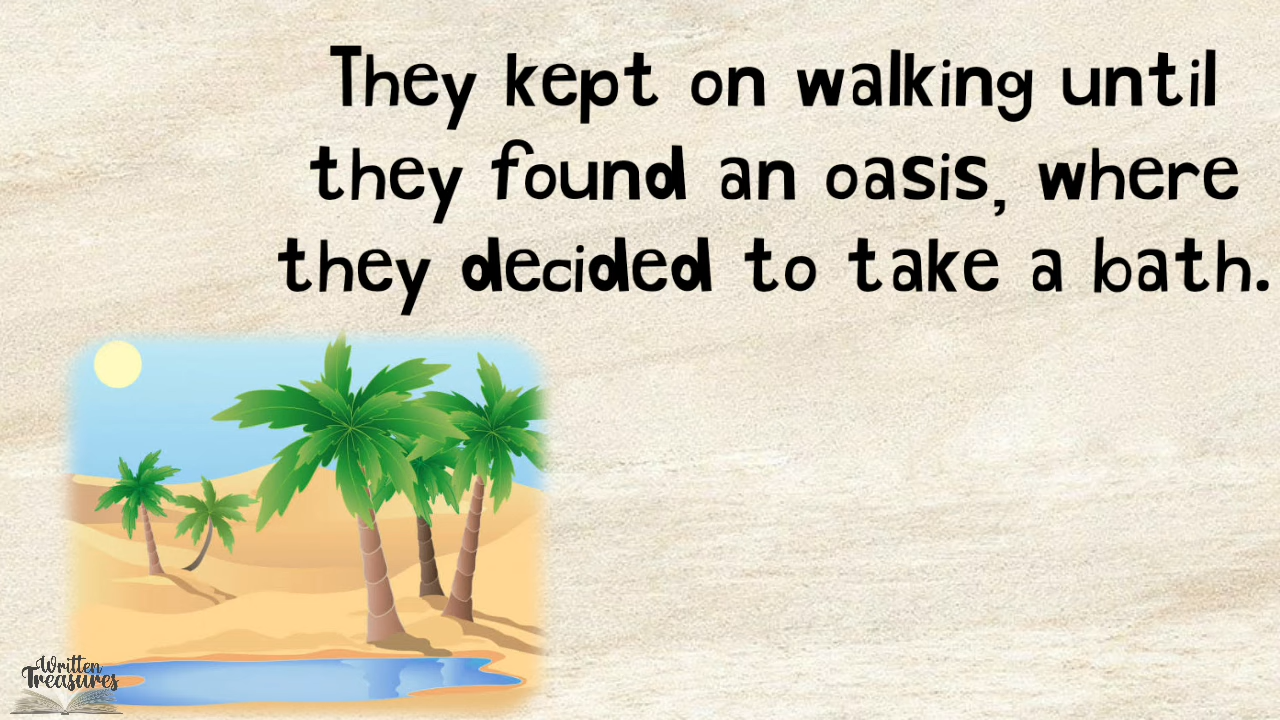 They kept on walking until
they found an oasis, where
they decided to take a bath.
Written
Treasures